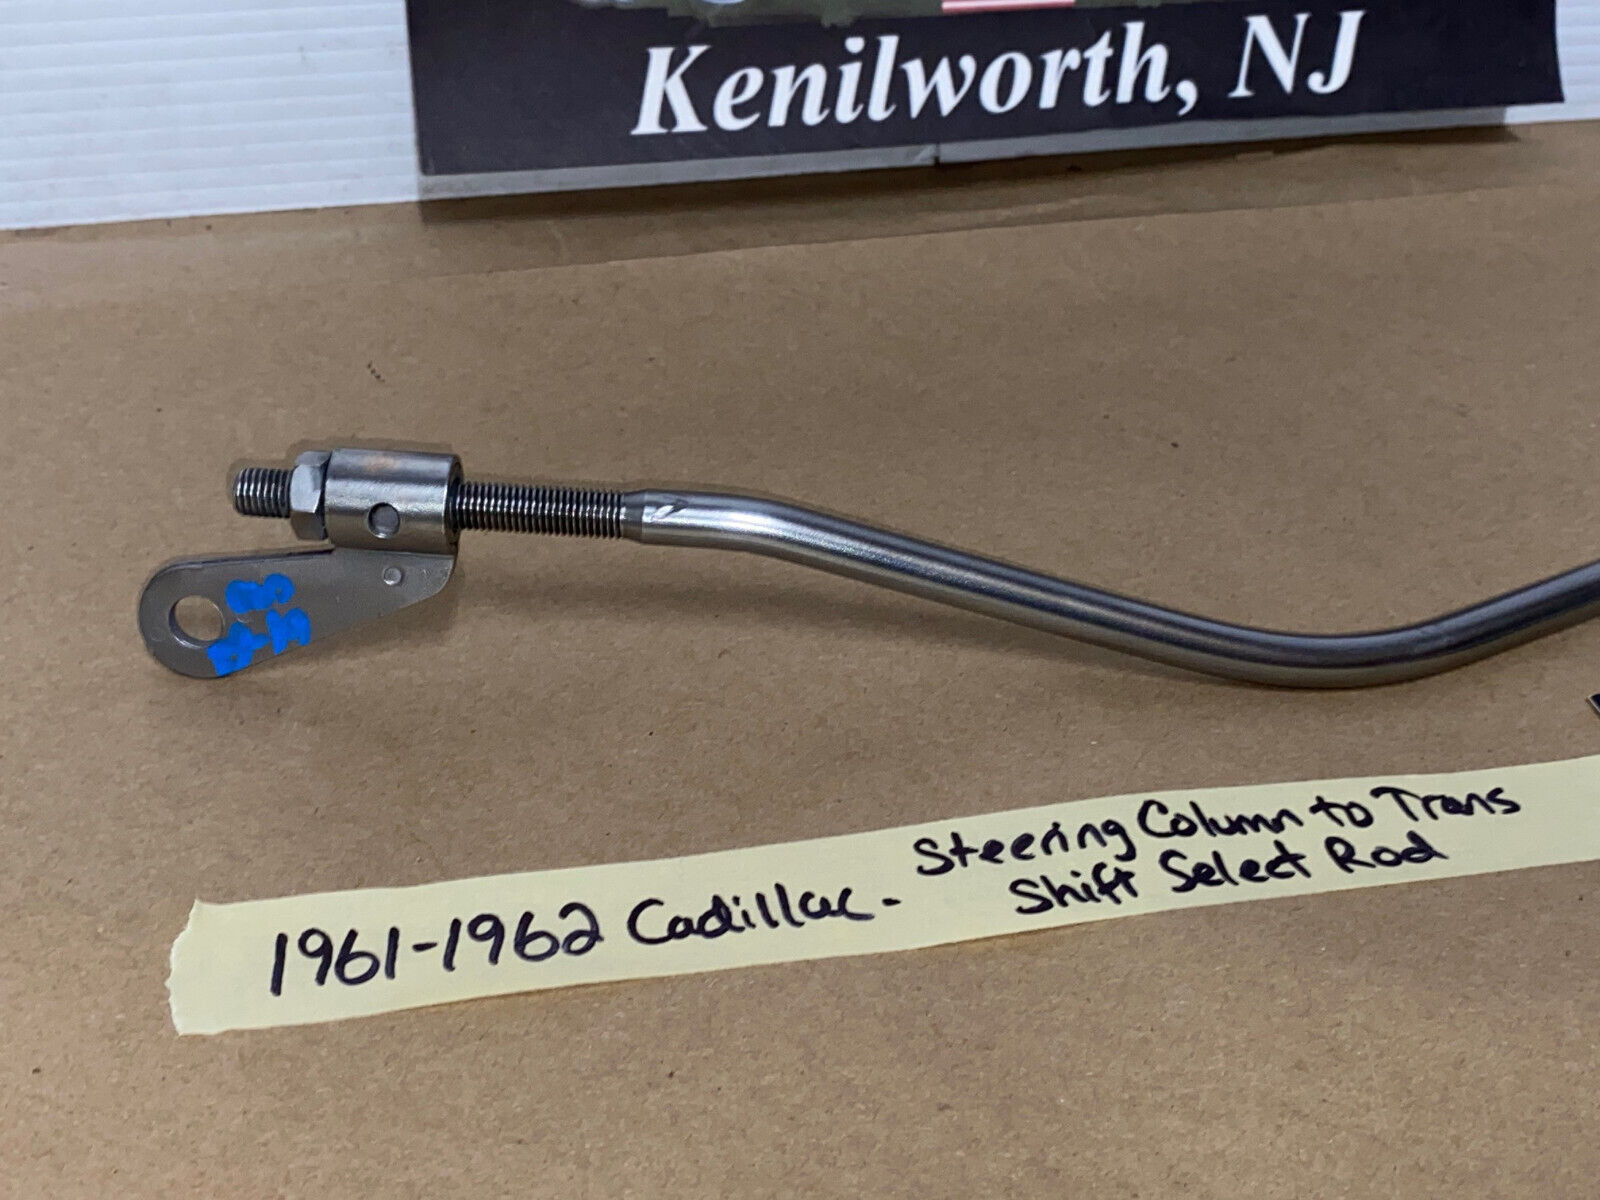 Kenilworth, NJ
1961-1962 Cadillac - Steering Column to Trans
Shift Select Rod